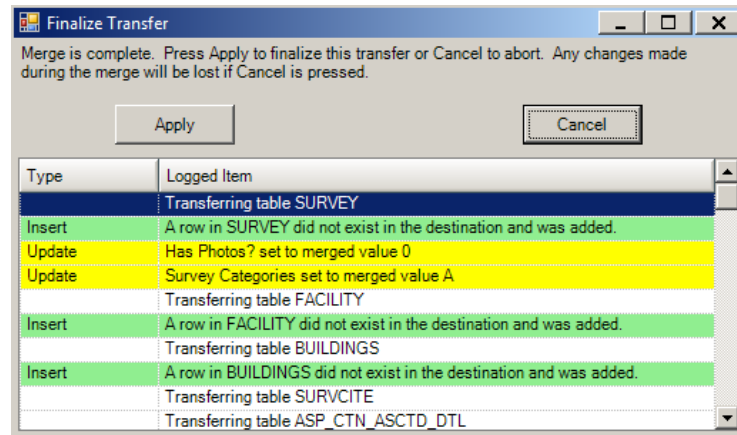 Finalize Transfer
Merge is complete.  Press Apply to finalize this transfer or Cancel to abort.  Any changes made
during the merge will be lost if Cancel is pressed.
Apply Cancel
Type Logged Item
Transferring table SURVEY
Insert A row in SURVEY did not exist in the destination and was added.
Update Has Photos? set to merged value 0
Update Survey Categories set to merged value A
Transferring table FACILITY
Insert A row in FACILITY did not exist in the destination and was added.
Transferring table BUILDINGS
Insert A row in BUILDINGS did not exist in the destination and was added.
Transferring table SURVCITE
Transferring table ASP_CTN_ASCTD_DTL